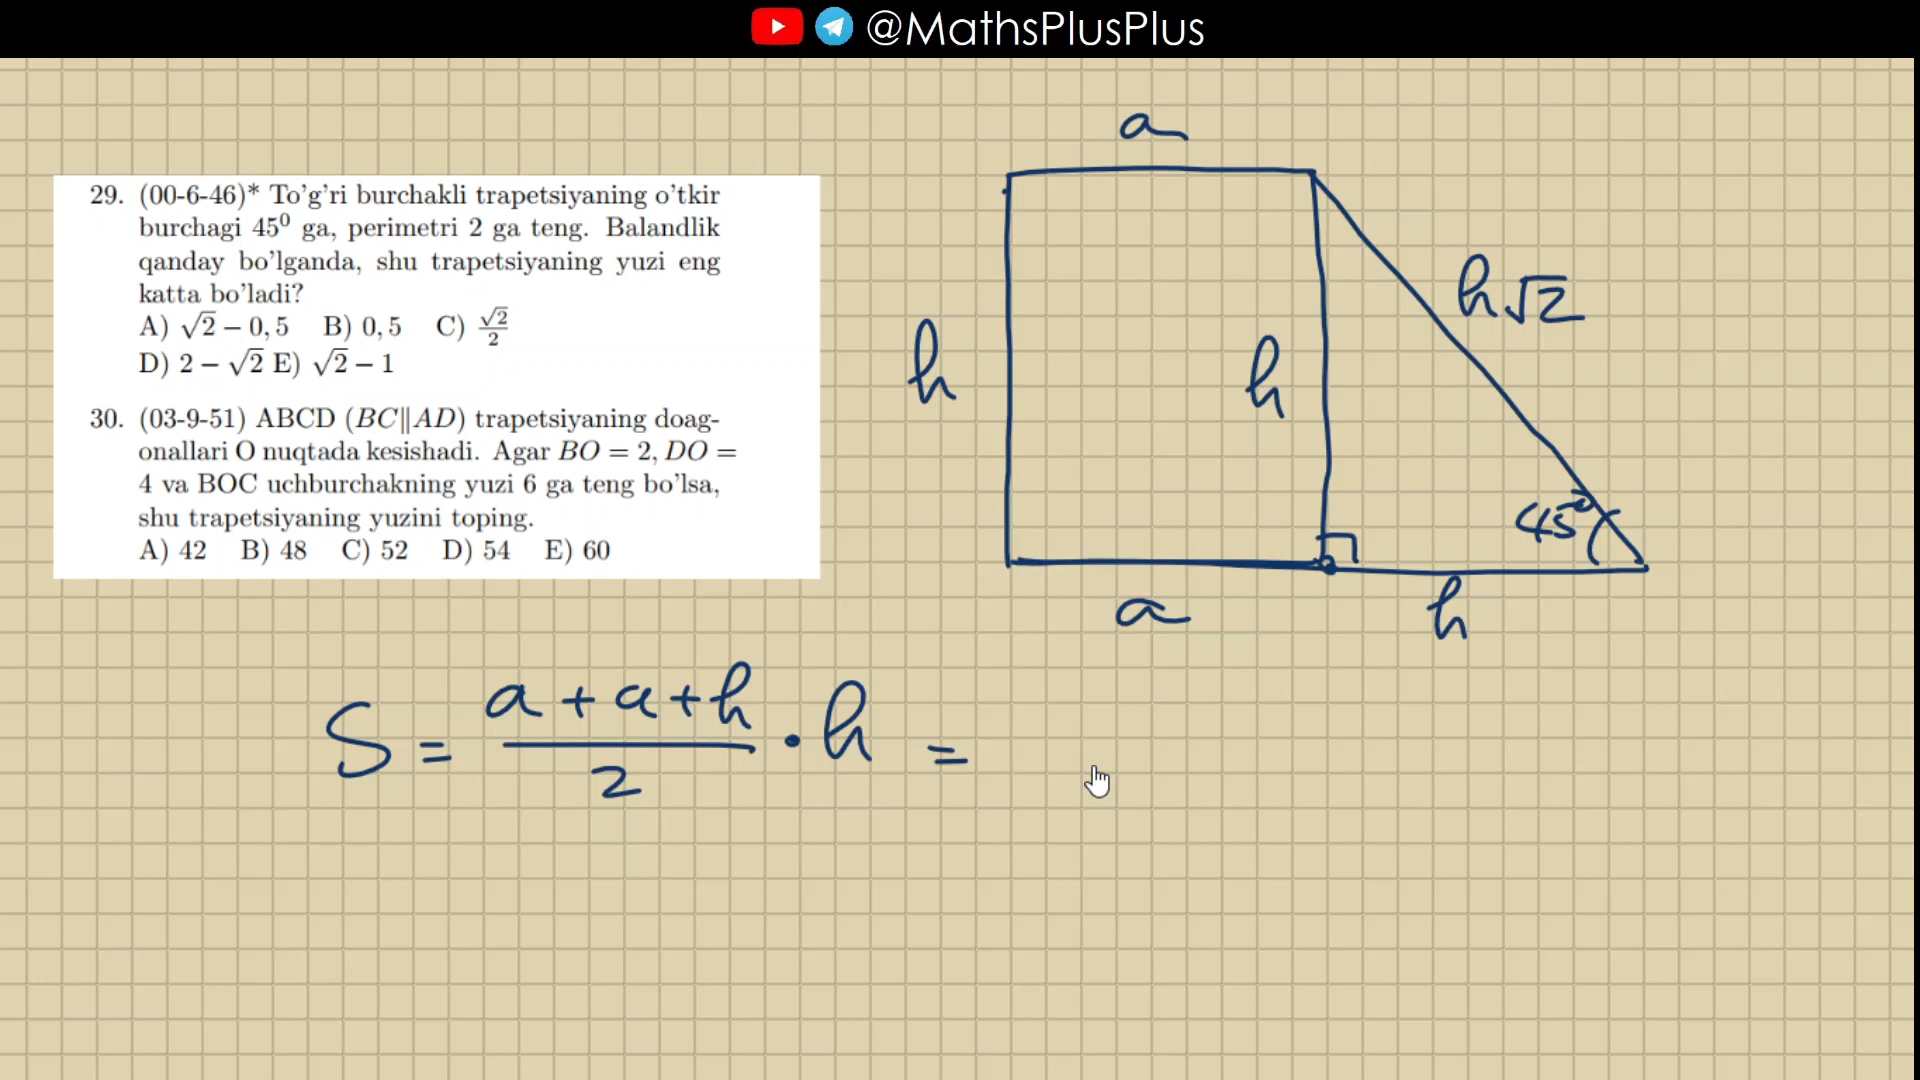 @MathsPlusPlus
29. (00-6-46)* To'g'ri burchakli trapetsiyaning o'tkir
burchagi 45⁰ ga, perimetri 2 ga teng. Balandlik
qanday bo'lganda, shu trapetsiyaning yuzi eng
katta bo'ladi?
A) √2 − 0, 5 B) 0, 5 C) √2/2
D) 2 − √2 E) √2 − 1
30. (03-9-51) ABCD (BC∥AD) trapetsiyaning doag-
onallari O nuqtada kesishadi. Agar BO = 2, DO =
4 va BOC uchburchakning yuzi 6 ga teng bo'lsa,
shu trapetsiyaning yuzini toping.
A) 42 B) 48 C) 52 D) 54 E) 60
a
h
h
h√2
45°
a
h
S = (a + a + h)/2 · h =